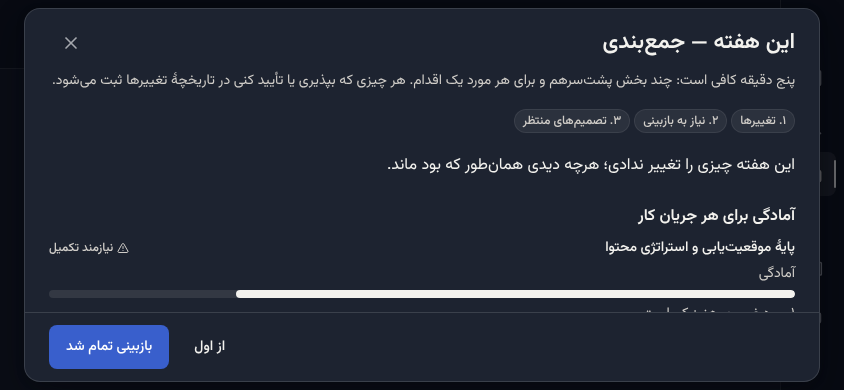 این هفته — جمع‌بندی
پنج دقیقه کافی است: چند بخش پشت‌سرهم و برای هر مورد یک اقدام. هر چیزی که بپذیری یا تأیید کنی در تاریخچهٔ تغییرها ثبت می‌شود.
۱. تغییرها ۲. نیاز به بازبینی ۳. تصمیم‌های منتظر
این هفته چیزی را تغییر ندادی؛ هرچه دیدی همان‌طور که بود ماند.
آمادگی برای هر جریان کار
پایهٔ موقعیت‌یابی و استراتژی محتوا نیازمند تکمیل
آمادگی
از اول بازبینی تمام شد